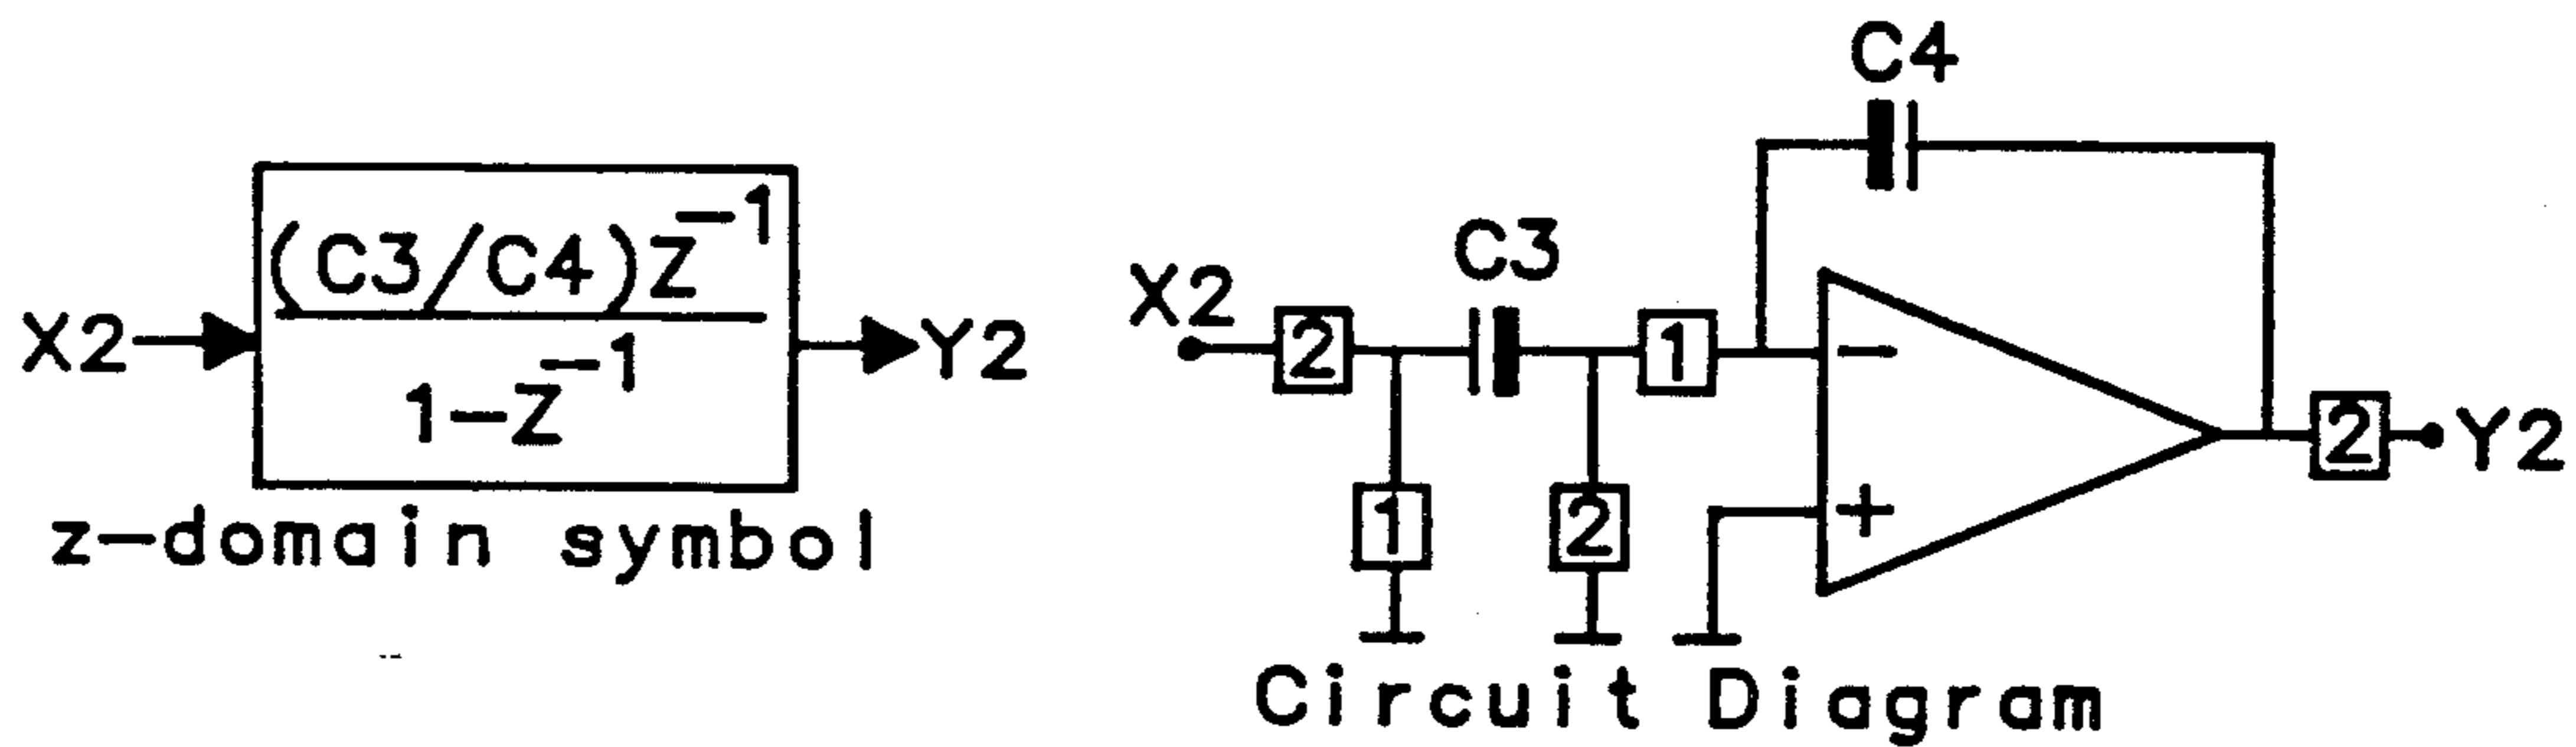 X2
(C3/C4)Z^-1
1-Z^-1
Y2
z-domain symbol
X2
2
1
C3
2
1
C4
-
+
2
Y2
Circuit Diagram